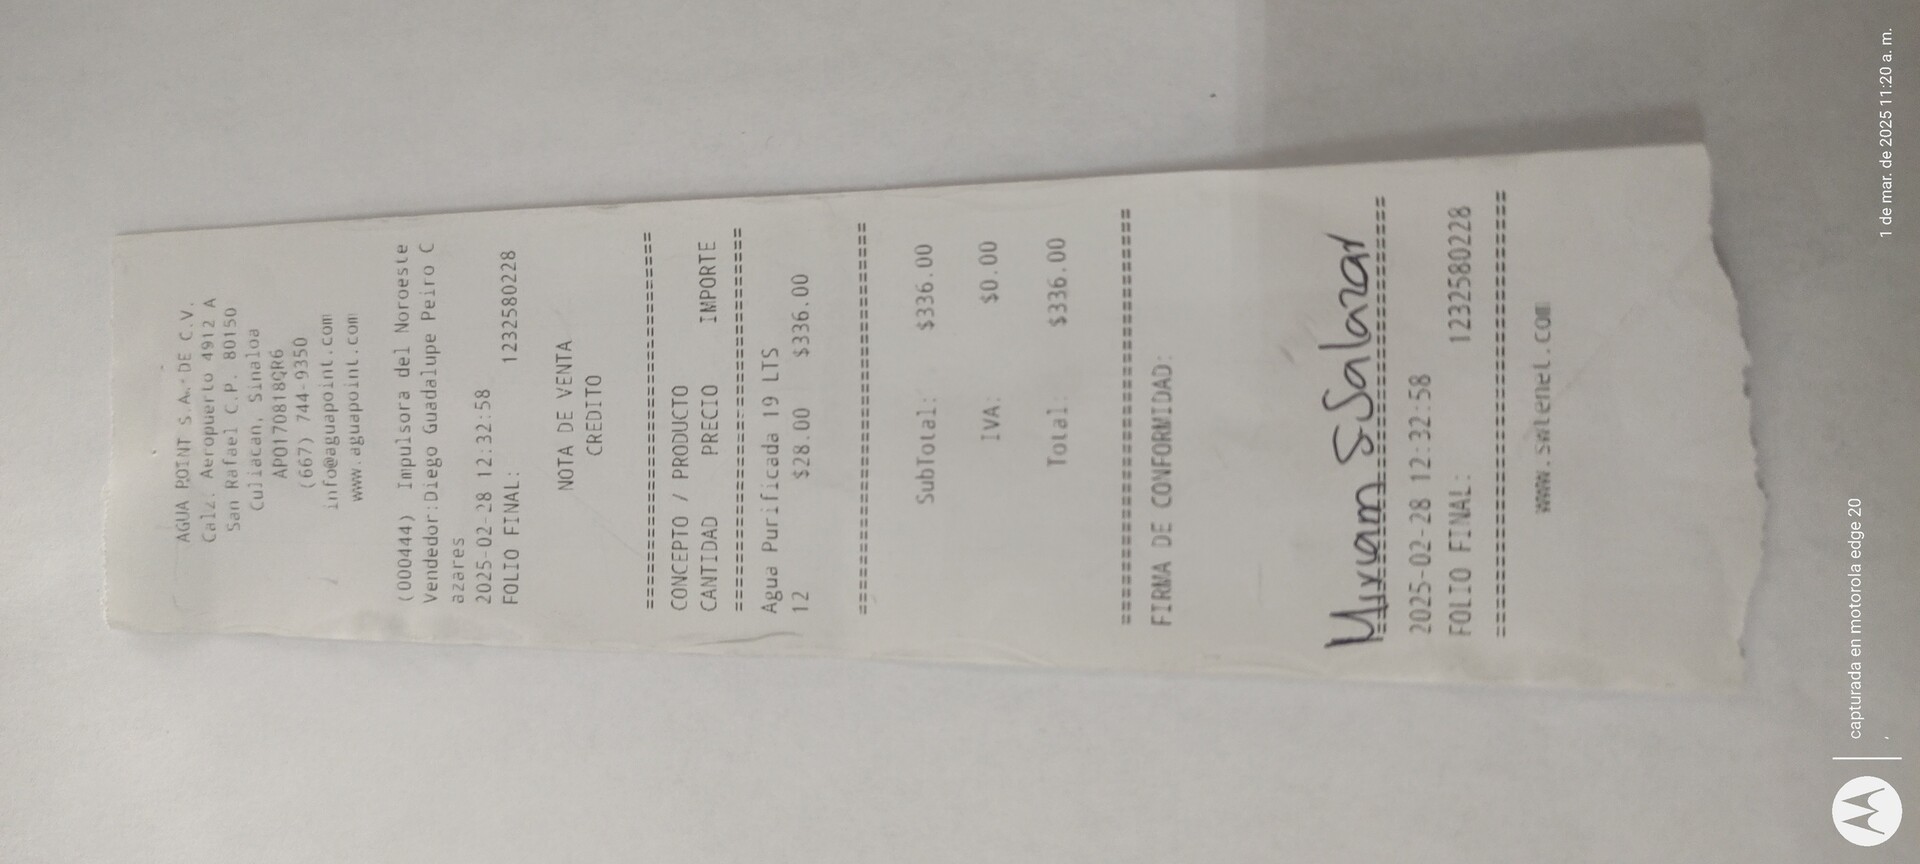 AGUA POINT S.A. DE C.V.
Calz. Aeropuerto 4912 A
San Rafael C.P. 80150
Culiacan, Sinaloa
APO170818QR6
(667) 744-9350
info@aguapoint.com
www.aguapoint.com
(000444) Impulsora del Noroeste
Vendedor:Diego Guadalupe Peiro C
azares
2025-02-28 12:32:58
FOLIO FINAL: 1232580228
NOTA DE VENTA
CREDITO
================================
CONCEPTO / PRODUCTO
CANTIDAD PRECIO IMPORTE
================================
Agua Purificada 19 LTS
12 $28.00 $336.00
================================
SubTotal: $336.00
IVA: $0.00
Total: $336.00
================================
FIRMA DE CONFORMIDAD:
Miryam SSalazar
================================
2025-02-28 12:32:58
FOLIO FINAL: 1232580228
================================
www.satenel.com
capturada en motorola edge 20
1 de mar. de 2025 11:20 a. m.